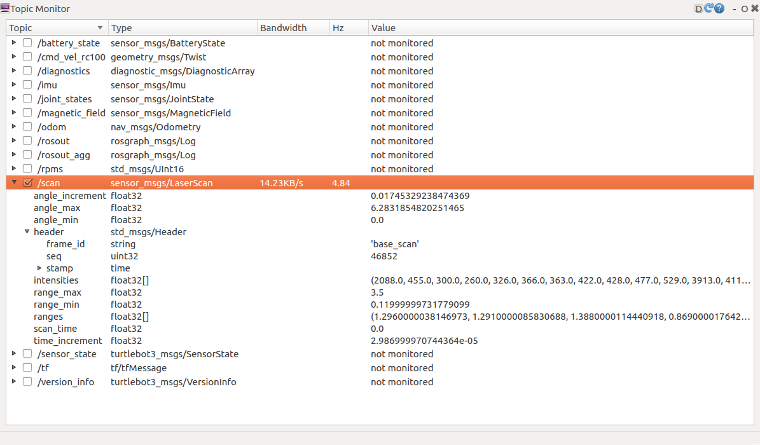 Topic Monitor D ? - O
Topic Type Bandwidth Hz Value
/battery_state sensor_msgs/BatteryState not monitored
/cmd_vel_rc100 geometry_msgs/Twist not monitored
/diagnostics diagnostic_msgs/DiagnosticArray not monitored
/imu sensor_msgs/Imu not monitored
/joint_states sensor_msgs/JointState not monitored
/magnetic_field sensor_msgs/MagneticField not monitored
/odom nav_msgs/Odometry not monitored
/rosout rosgraph_msgs/Log not monitored
/rosout_agg rosgraph_msgs/Log not monitored
/rpms std_msgs/UInt16 not monitored
/scan sensor_msgs/LaserScan 14.23KB/s 4.84
angle_increment float32 0.01745329238474369
angle_max float32 6.2831854820251465
angle_min float32 0.0
header std_msgs/Header
frame_id string 'base_scan'
seq uint32 46852
stamp time
intensities float32[] (2088.0, 455.0, 300.0, 260.0, 326.0, 366.0, 363.0, 422.0, 428.0, 477.0, 529.0, 3913.0, 411...
range_max float32 3.5
range_min float32 0.11999999731779099
ranges float32[] (1.2960000038146973, 1.2910000085830688, 1.3880000114440918, 0.869000017642...
scan_time float32 0.0
time_increment float32 2.986999970744364e-05
/sensor_state turtlebot3_msgs/SensorState not monitored
/tf tf/tfMessage not monitored
/version_info turtlebot3_msgs/VersionInfo not monitored